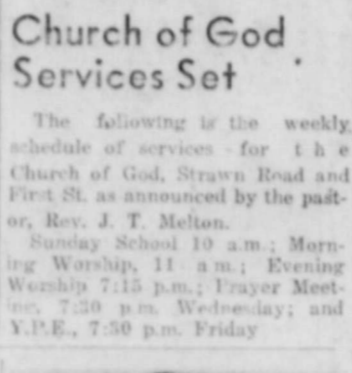 Church of God
Services Set
The following is the weekly
schedule of services for t h e
Church of God, Strawn Road and
First St. as announced by the past-
or, Rev. J. T. Melton.
Sunday School 10 a.m.; Morn-
ing Worship, 11 a m.; Evening
Worship 7:15 p.m.; Prayer Meet-
ing, 7:30 p.m. Wednesday; and
Y.P.E., 7:30 p.m. Friday